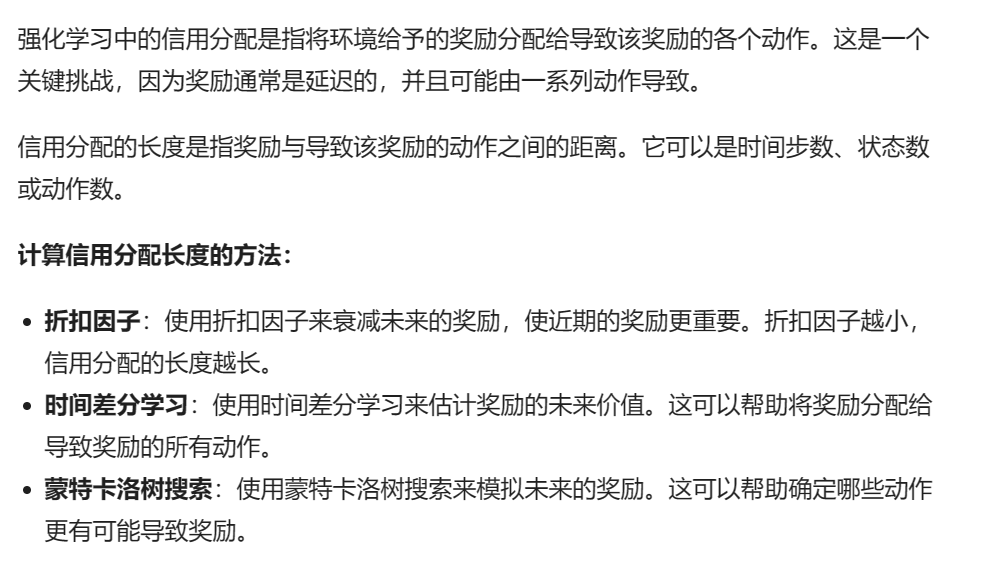 强化学习中的信用分配是指将环境给予的奖励分配给导致该奖励的各个动作。这是一个
关键挑战，因为奖励通常是延迟的，并且可能由一系列动作导致。
信用分配的长度是指奖励与导致该奖励的动作之间的距离。它可以是时间步数、状态数
或动作数。
计算信用分配长度的方法：
• 折扣因子：使用折扣因子来衰减未来的奖励，使近期的奖励更重要。折扣因子越小，
信用分配的长度越长。
• 时间差分学习：使用时间差分学习来估计奖励的未来价值。这可以帮助将奖励分配给
导致奖励的所有动作。
• 蒙特卡洛树搜索：使用蒙特卡洛树搜索来模拟未来的奖励。这可以帮助确定哪些动作
更有可能导致奖励。